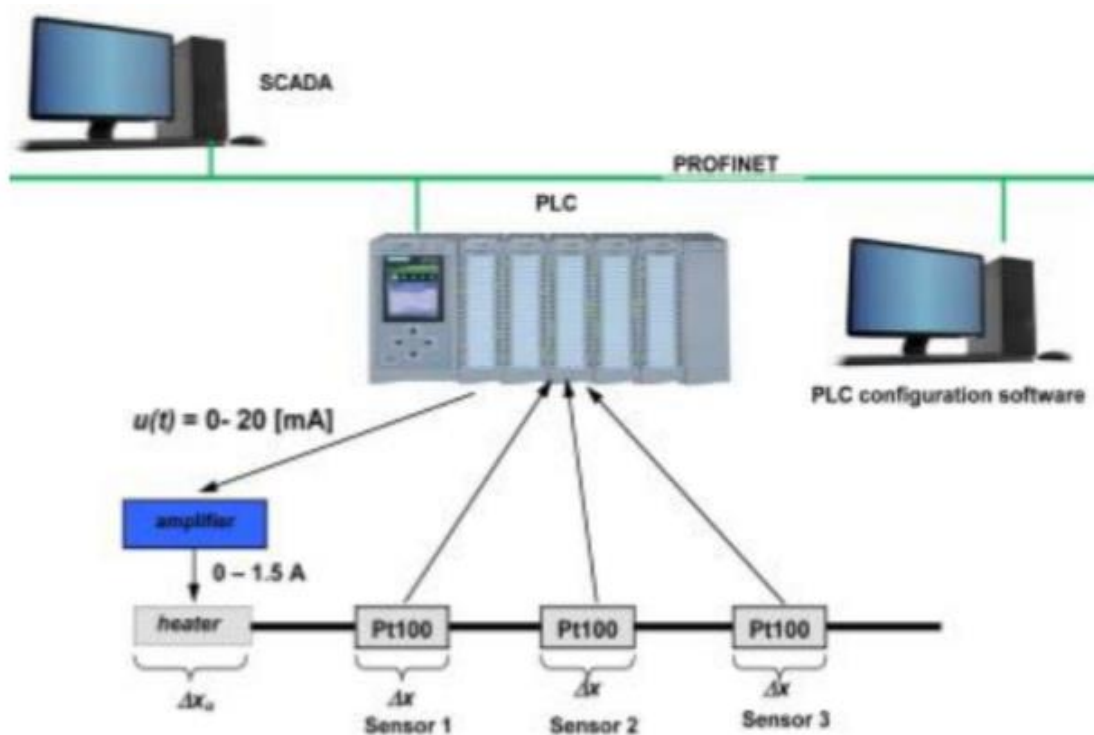 SCADA
PROFINET
PLC
PLC configuration software
u(t) = 0- 20 [mA]
amplifier
0 – 1.5 A
heater
Pt100
Pt100
Pt100
Δxᵤ
Δx
Δx
Δx
Sensor 1
Sensor 2
Sensor 3